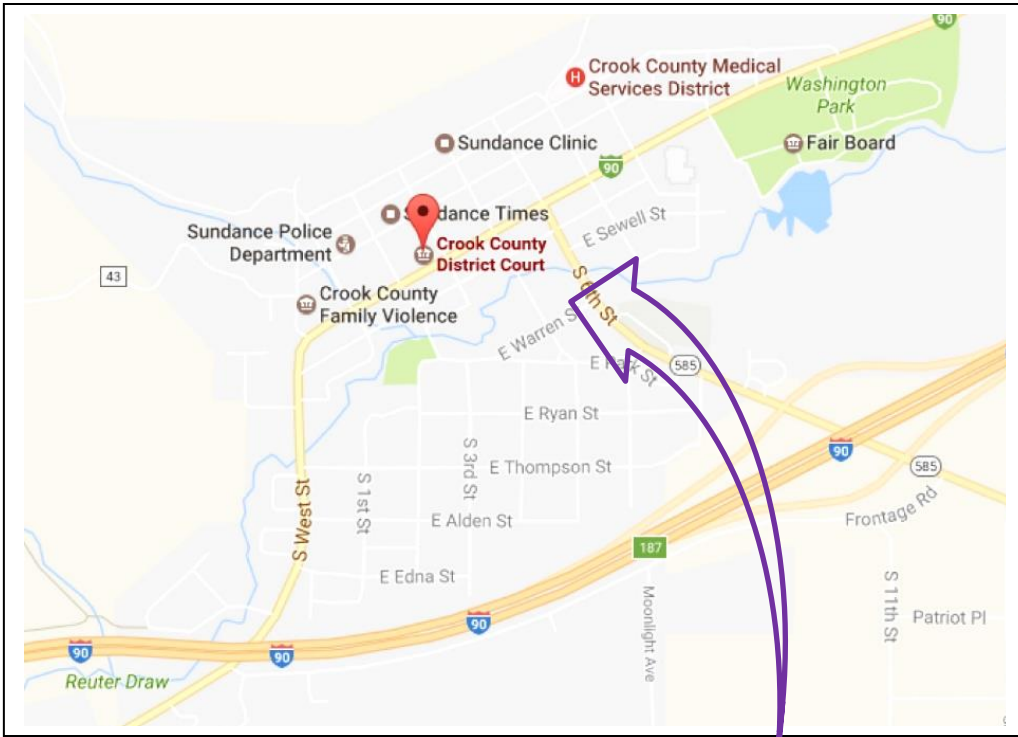 90
Crook County Medical
Services District
H
Washington
Park
Sundance Clinic
Fair Board
90
dance Times
Sundance Police
Department
E Sewell St
Crook County
District Court
43
S 6th St
Crook County
Family Violence
E Warren S
E Park St
585
E Ryan St
90
S 3rd St
E Thompson St
585
S 1st St
S West St
Frontage Rd
E Alden St
187
E Edna St
S 11th St
Moonlight Ave
Patriot Pl
90
90
90
Reuter Draw